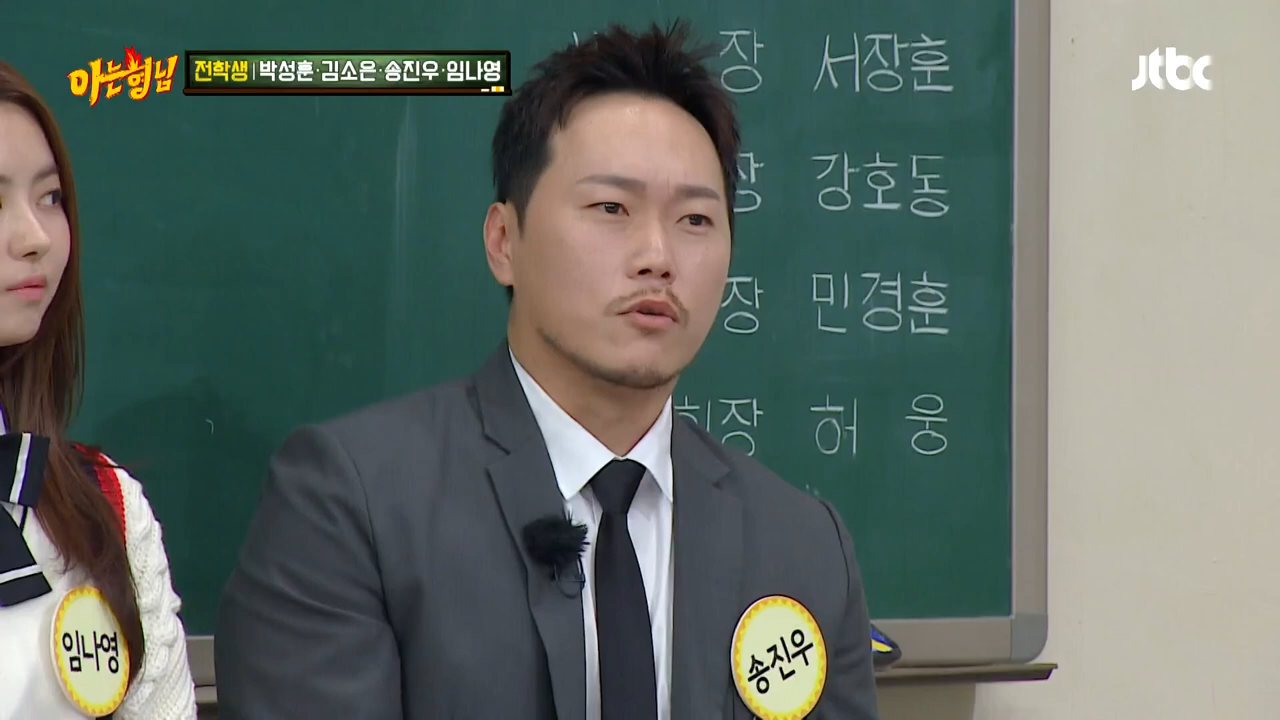 아는형님
전학생 | 박성훈·김소은·송진우·임나영
jtbc
장 서장훈
장 강호동
장 민경훈
회장 허 웅
임나영
송진우